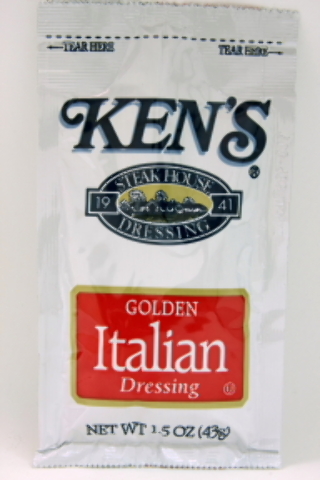 ←TEAR HERE TEAR HERE→
KEN'S®
STEAK HOUSE
19 41
DRESSING
GOLDEN
Italian
Dressing Ⓤ
NET WT 1.5 OZ (43g)